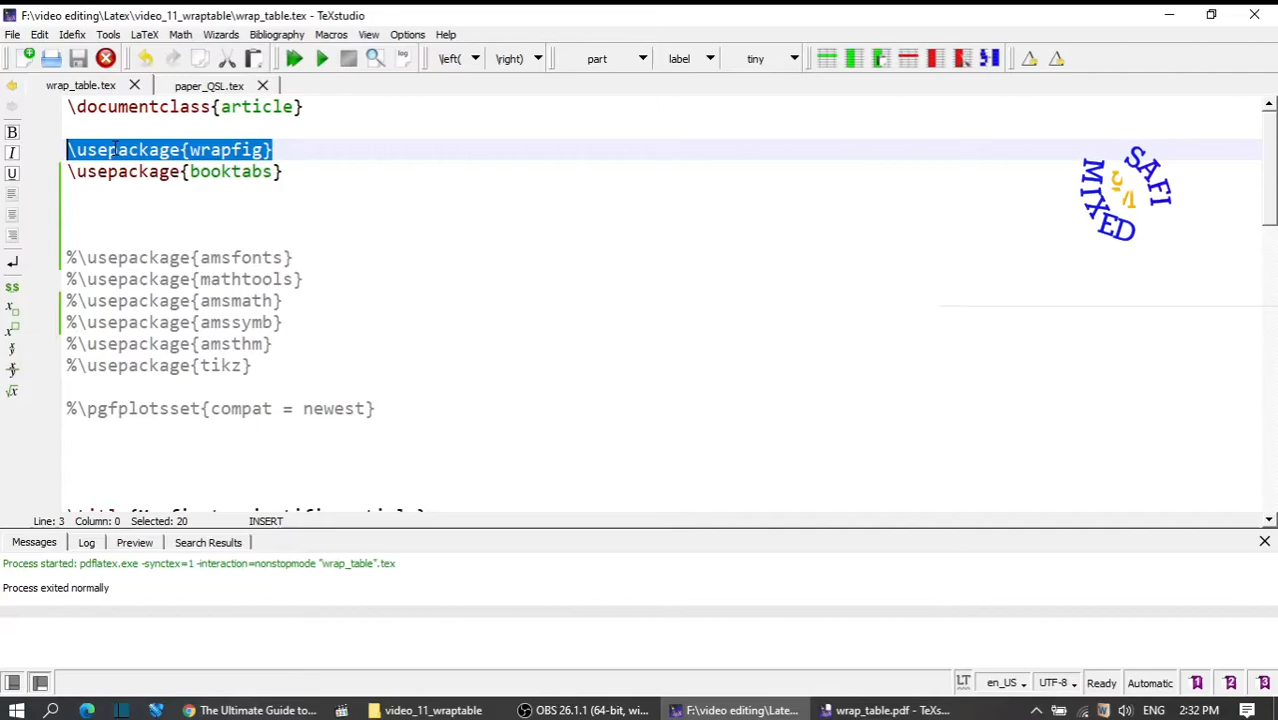 F:\video editing\Latex\video_11_wraptable\wrap_table.tex - TeXstudio
File Edit Idefix Tools LaTeX Math Wizards Bibliography Macros View Options Help
\left( \right) part label tiny
wrap_table.tex paper_QSL.tex
\documentclass{article}
\usepackage{wrapfig}
\usepackage{booktabs}
SAFI
MIXED
%\usepackage{amsfonts}
%\usepackage{mathtools}
%\usepackage{amsmath}
%\usepackage{amssymb}
%\usepackage{amsthm}
%\usepackage{tikz}
%\pgfplotsset{compat = newest}
Line: 3 Column: 0 Selected: 20 INSERT
Messages Log Preview Search Results
Process started: pdflatex.exe -synctex=1 -interaction=nonstopmode "wrap_table".tex
Process exited normally
LT en_US UTF-8 Ready Automatic 1 2 3
The Ultimate Guide to... video_11_wraptable OBS 26.1.1 (64-bit, wi... F:\video editing\Late... wrap_table.pdf - TeXs... 2:32 PM